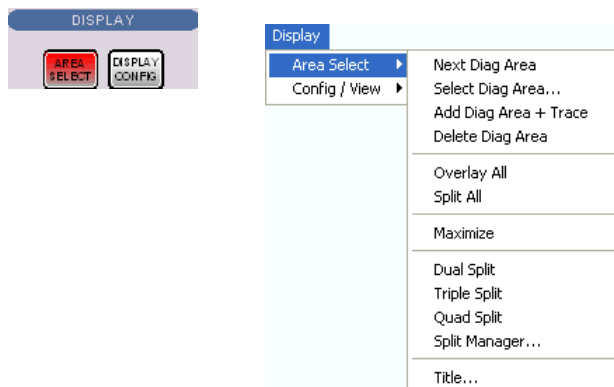 DISPLAY
AREA
SELECT
DISPLAY
CONFIG
Display
Area Select
Config / View
Next Diag Area
Select Diag Area...
Add Diag Area + Trace
Delete Diag Area
Overlay All
Split All
Maximize
Dual Split
Triple Split
Quad Split
Split Manager...
Title...